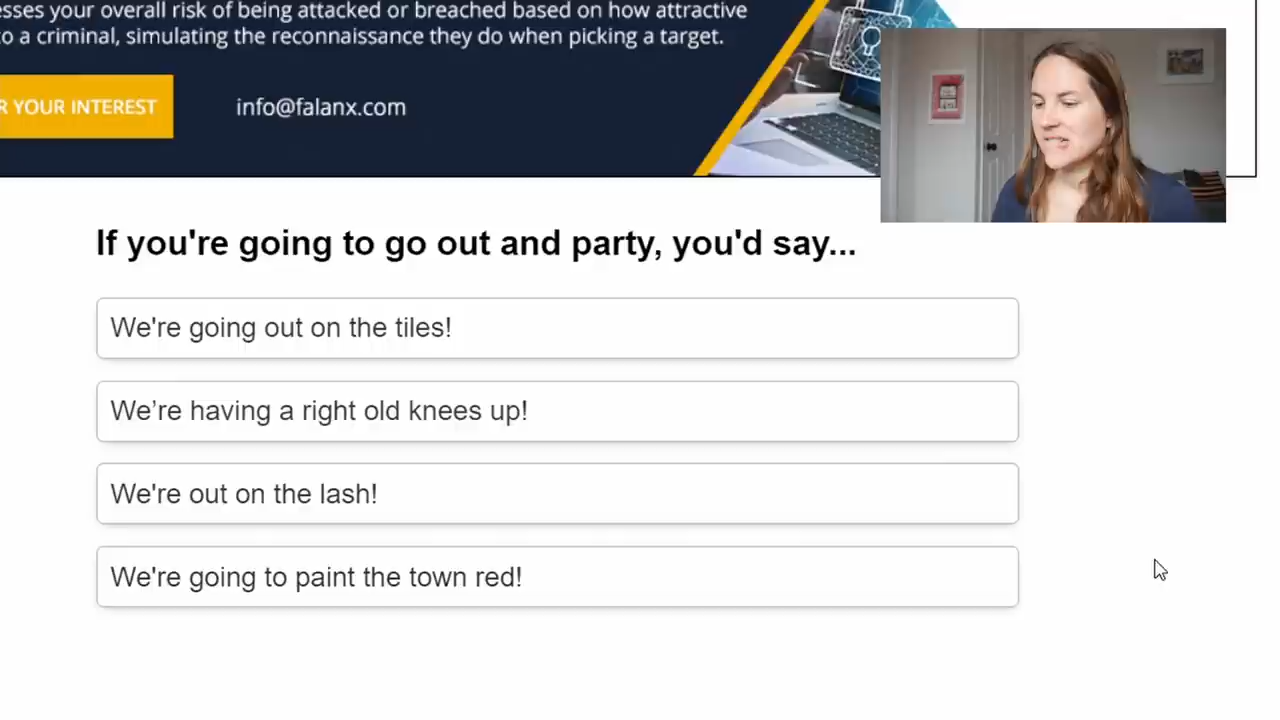 esses your overall risk of being attacked or breached based on how attractive
to a criminal, simulating the reconnaissance they do when picking a target.
R YOUR INTEREST
info@falanx.com
If you're going to go out and party, you'd say...
We're going out on the tiles!
We’re having a right old knees up!
We're out on the lash!
We're going to paint the town red!